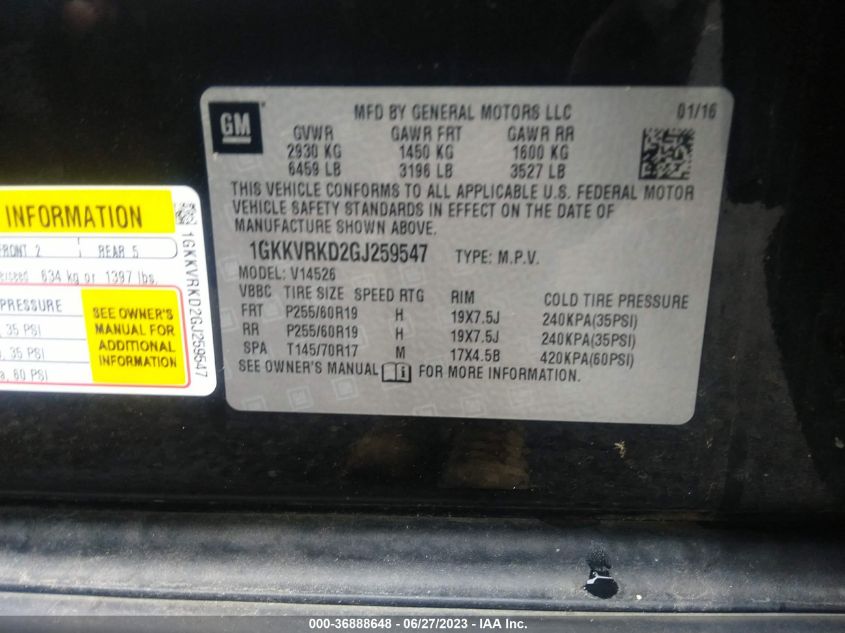 GM
MFD BY GENERAL MOTORS LLC 01/16
GVWR GAWR FRT GAWR RR
2930 KG 1450 KG 1600 KG
6459 LB 3196 LB 3527 LB
THIS VEHICLE CONFORMS TO ALL APPLICABLE U.S. FEDERAL MOTOR
VEHICLE SAFETY STANDARDS IN EFFECT ON THE DATE OF
MANUFACTURE SHOWN ABOVE.
1GKKVRKD2GJ259547 TYPE: M.P.V.
MODEL: V14526
VBBC TIRE SIZE SPEED RTG RIM COLD TIRE PRESSURE
FRT P255/60R19 H 19X7.5J 240KPA(35PSI)
RR P255/60R19 H 19X7.5J 240KPA(35PSI)
SPA T145/70R17 M 17X4.5B 420KPA(60PSI)
SEE OWNER'S MANUAL i FOR MORE INFORMATION.
INFORMATION
FRONT 2 REAR 5
634 kg or 1397 lbs.
PRESSURE
35 PSI
35 PSI
60 PSI
SEE OWNER'S
MANUAL FOR
ADDITIONAL
INFORMATION
1GKKVRKD2GJ259547
000-36888648 - 06/27/2023 - IAA Inc.